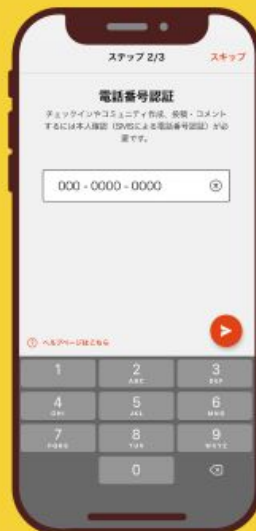 ステップ 2/3
スキップ
電話番号認証
チェックインやコミュニティ作成、投稿・コメント
するには本人確認（SMSによる電話番号認証）が必
要です。
000 - 0000 - 0000
ヘルプページはこちら
1 2 3
ABC DEF
4 5 6
GHI JKL MNO
7 8 9
PQRS TUV WXYZ
0